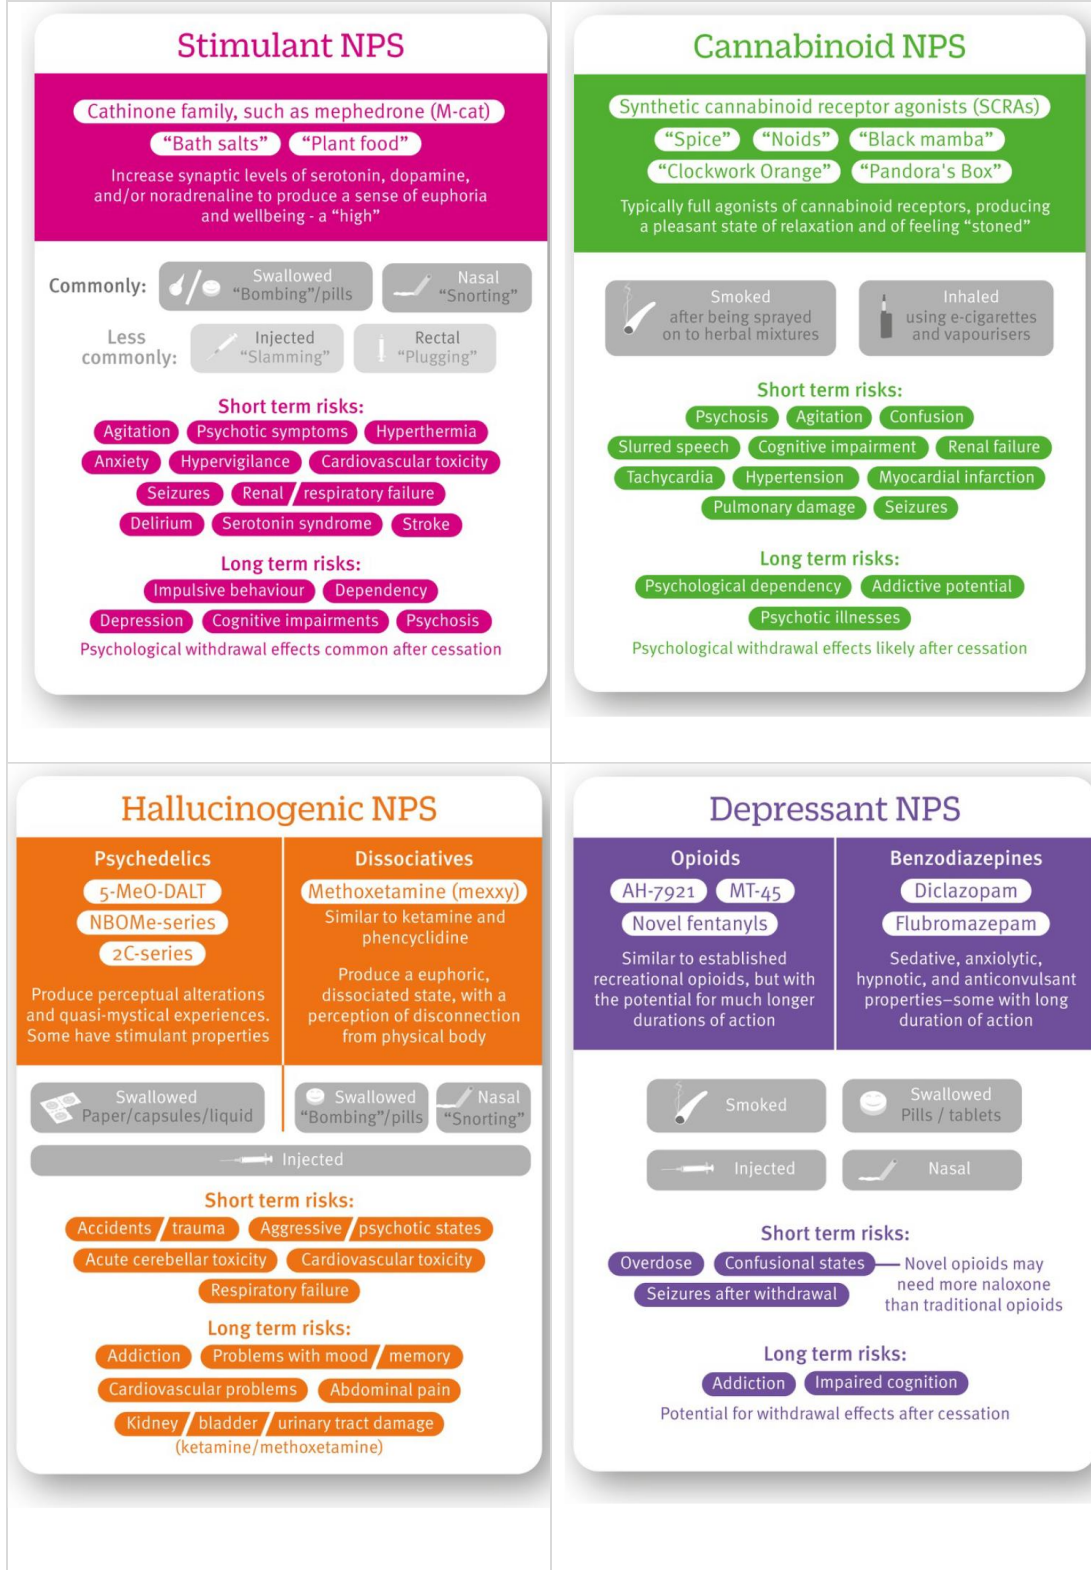 Stimulant NPS
Cathinone family, such as mephedrone (M-cat)
“Bath salts” “Plant food”
Increase synaptic levels of serotonin, dopamine,
and/or noradrenaline to produce a sense of euphoria
and wellbeing - a “high”
Commonly: Swallowed “Bombing”/pills Nasal “Snorting”
Less commonly: Injected “Slamming” Rectal “Plugging”
Short term risks:
Agitation Psychotic symptoms Hyperthermia
Anxiety Hypervigilance Cardiovascular toxicity
Seizures Renal / respiratory failure
Delirium Serotonin syndrome Stroke
Long term risks:
Impulsive behaviour Dependency
Depression Cognitive impairments Psychosis
Psychological withdrawal effects common after cessation
Cannabinoid NPS
Synthetic cannabinoid receptor agonists (SCRAs)
“Spice” “Noids” “Black mamba”
“Clockwork Orange” “Pandora's Box”
Typically full agonists of cannabinoid receptors, producing
a pleasant state of relaxation and of feeling “stoned”
Smoked
after being sprayed
on to herbal mixtures
Inhaled
using e-cigarettes
and vapourisers
Short term risks:
Psychosis Agitation Confusion
Slurred speech Cognitive impairment Renal failure
Tachycardia Hypertension Myocardial infarction
Pulmonary damage Seizures
Long term risks:
Psychological dependency Addictive potential
Psychotic illnesses
Psychological withdrawal effects likely after cessation
Hallucinogenic NPS
Psychedelics
5-MeO-DALT
NBOMe-series
2C-series
Produce perceptual alterations
and quasi-mystical experiences.
Some have stimulant properties
Dissociatives
Methoxetamine (mexxy)
Similar to ketamine and
phencyclidine
Produce a euphoric,
dissociated state, with a
perception of disconnection
from physical body
Swallowed
Paper/capsules/liquid
Swallowed
“Bombing”/pills
Nasal
“Snorting”
Injected
Short term risks:
Accidents / trauma Aggressive / psychotic states
Acute cerebellar toxicity Cardiovascular toxicity
Respiratory failure
Long term risks:
Addiction Problems with mood / memory
Cardiovascular problems Abdominal pain
Kidney / bladder / urinary tract damage
(ketamine/methoxetamine)
Depressant NPS
Opioids
AH-7921 MT-45
Novel fentanyls
Similar to established
recreational opioids, but with
the potential for much longer
durations of action
Benzodiazepines
Diclazopam
Flubromazepam
Sedative, anxiolytic,
hypnotic, and anticonvulsant
properties–some with long
duration of action
Smoked
Swallowed
Pills / tablets
Injected
Nasal
Short term risks:
Overdose Confusional states
Seizures after withdrawal
Novel opioids may
need more naloxone
than traditional opioids
Long term risks:
Addiction Impaired cognition
Potential for withdrawal effects after cessation